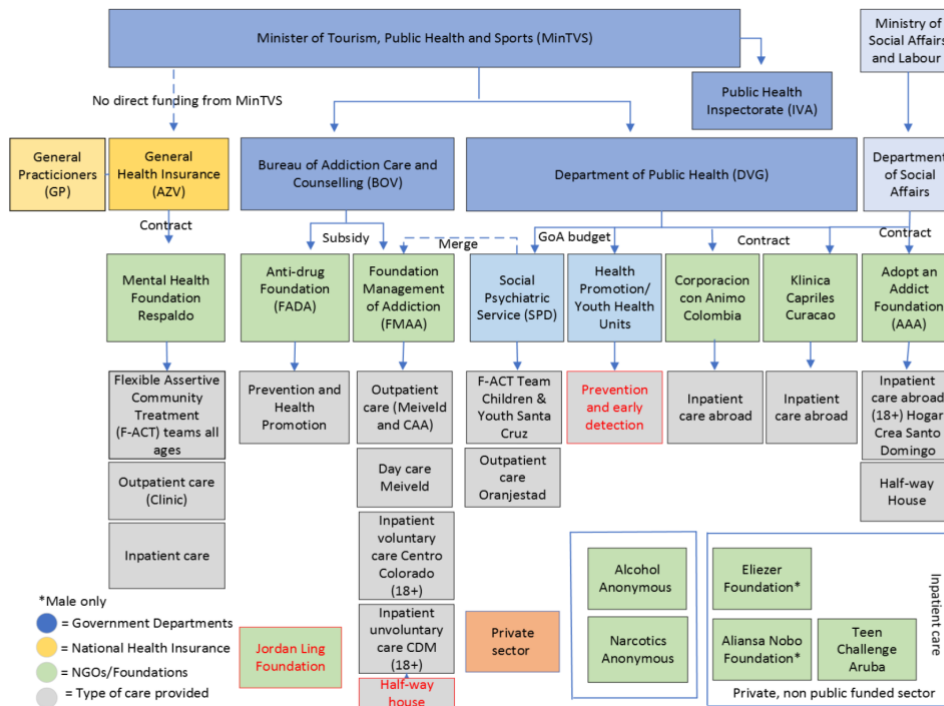 Minister of Tourism, Public Health and Sports (MinTVS)
Ministry of
Social Affairs
and Labour
No direct funding from MinTVS
Public Health
Inspectorate (IVA)
General
Practicioners
(GP)
General
Health Insurance
(AZV)
Bureau of Addiction Care and
Counselling (BOV)
Department of Public Health (DVG)
Department
of Social
Affairs
Contract
Subsidy
Merge
GoA budget
Contract
Contract
Mental Health
Foundation
Respaldo
Anti-drug
Foundation
(FADA)
Foundation
Management
of Addiction
(FMAA)
Social
Psychiatric
Service (SPD)
Health
Promotion/
Youth Health
Units
Corporacion
con Animo
Colombia
Klinica
Capriles
Curacao
Adopt an
Addict
Foundation
(AAA)
Flexible Assertive
Community
Treatment
(F-ACT) teams all
ages
Prevention and
Health
Promotion
Outpatient
care (Meiveld
and CAA)
F-ACT Team
Children &
Youth Santa
Cruz
Prevention
and early
detection
Inpatient
care abroad
Inpatient
care abroad
Inpatient
care abroad
(18+) Hogar
Crea Santo
Domingo
Outpatient care
(Clinic)
Day care
Meiveld
Outpatient
care
Oranjestad
Half-way
House
Inpatient care
Inpatient
voluntary
care Centro
Colorado
(18+)
Alcohol
Anonymous
Eliezer
Foundation*
Inpatient care
*Male only
= Government Departments
= National Health Insurance
= NGOs/Foundations
= Type of care provided
Jordan Ling
Foundation
Inpatient
unvoluntary
care CDM
(18+)
Half-way
house
Private
sector
Narcotics
Anonymous
Aliansa Nobo
Foundation*
Teen
Challenge
Aruba
Private, non public funded sector